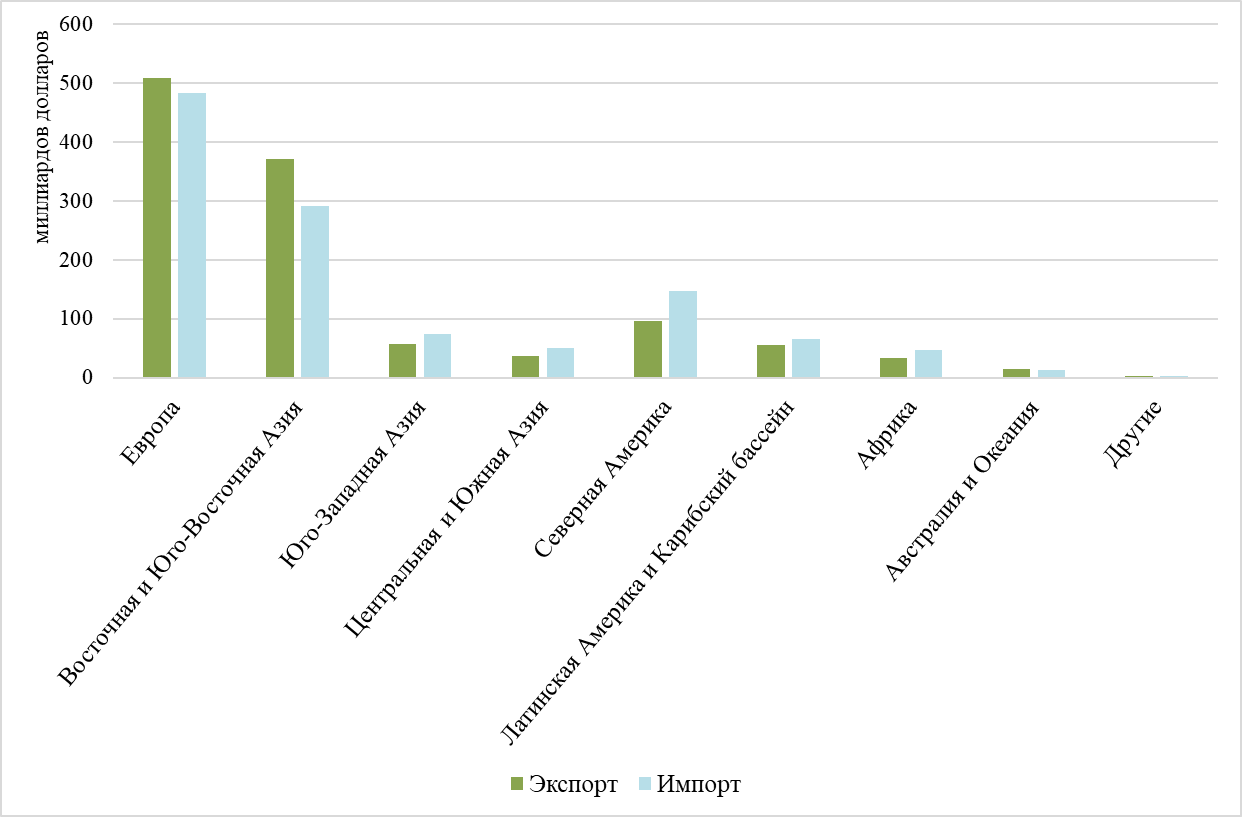 миллиардов долларов
600
500
400
300
200
100
0
Европа
Восточная и Юго-Восточная Азия
Юго-Западная Азия
Центральная и Южная Азия
Северная Америка
Латинская Америка и Карибский бассейн
Африка
Австралия и Океания
Другие
Экспорт
Импорт